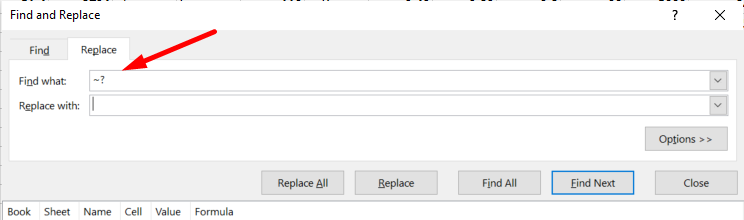 Find and Replace ? ×
Find Replace
Find what: ~?
Replace with:
Options >>
Replace All Replace Find All Find Next Close
Book Sheet Name Cell Value Formula